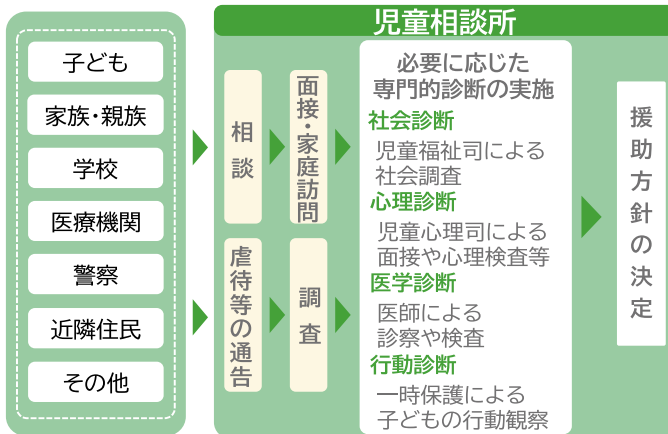 児童相談所
子ども
家族・親族
学校
医療機関
警察
近隣住民
その他
相談
面接・家庭訪問
虐待等の通告
調査
必要に応じた
専門的診断の実施
社会診断
児童福祉司による
社会調査
心理診断
児童心理司による
面接や心理検査等
医学診断
医師による
診察や検査
行動診断
一時保護による
子どもの行動観察
援助方針の決定